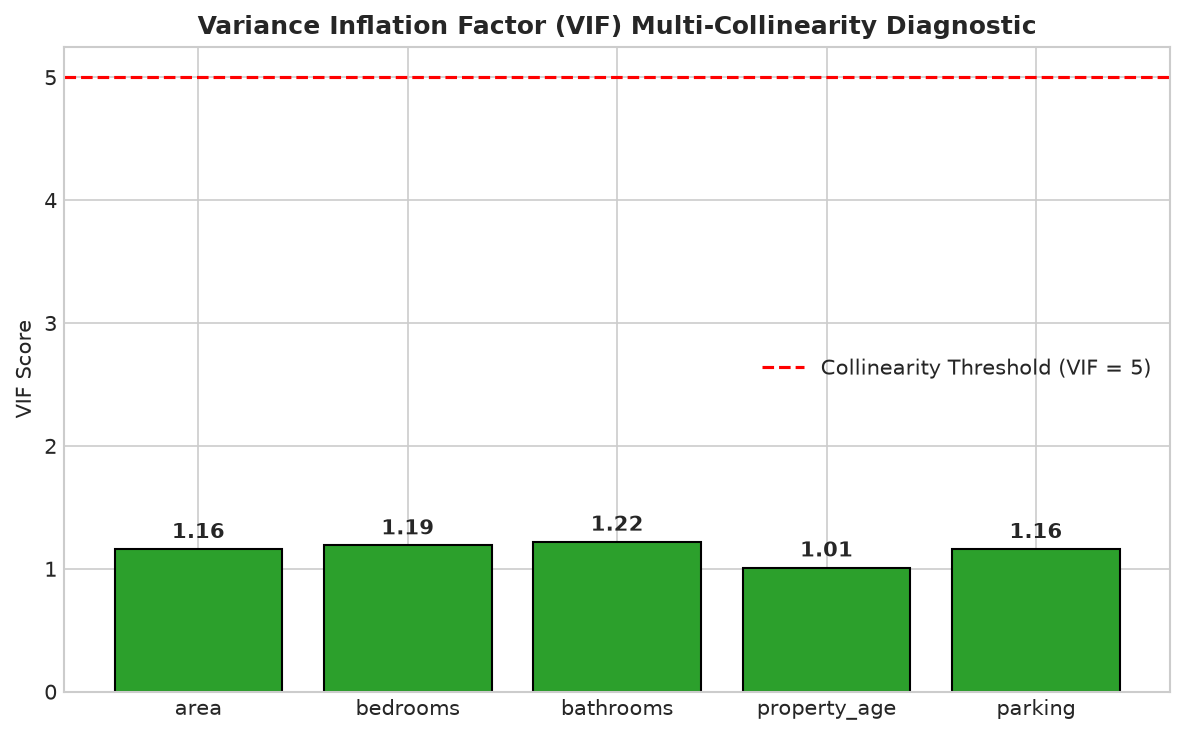 Variance Inflation Factor (VIF) Multi-Collinearity Diagnostic
5
4
3
2
1
0
VIF Score
Collinearity Threshold (VIF = 5)
1.16
1.19
1.22
1.01
1.16
area
bedrooms
bathrooms
property_age
parking